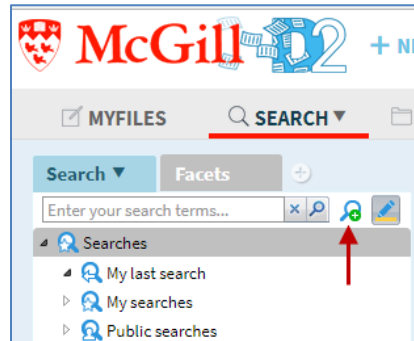 McGill D2 + N
MYFILES SEARCH ▼
Search ▼ Facets
Enter your search terms...
Searches
My last search
My searches
Public searches